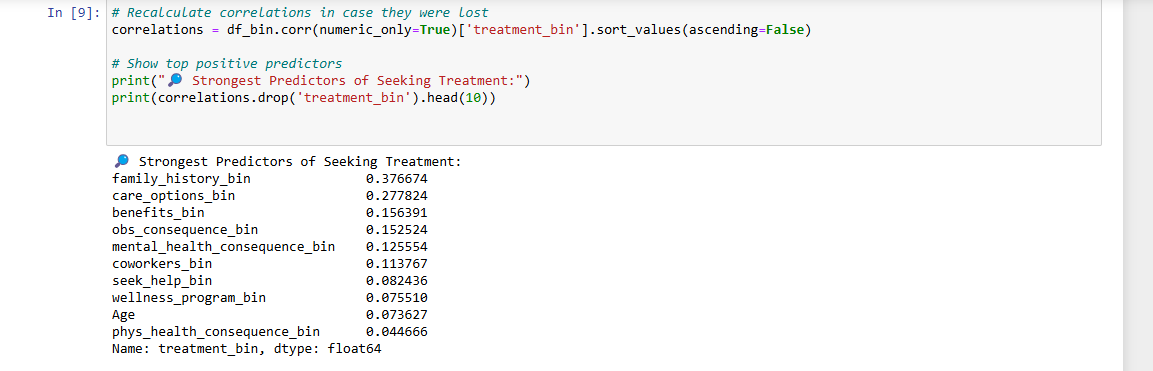 In [9]: # Recalculate correlations in case they were lost
correlations = df_bin.corr(numeric_only=True)['treatment_bin'].sort_values(ascending=False)
# Show top positive predictors
print("🔎 Strongest Predictors of Seeking Treatment:")
print(correlations.drop('treatment_bin').head(10))
🔎 Strongest Predictors of Seeking Treatment:
family_history_bin 0.376674
care_options_bin 0.277824
benefits_bin 0.156391
obs_consequence_bin 0.152524
mental_health_consequence_bin 0.125554
coworkers_bin 0.113767
seek_help_bin 0.082436
wellness_program_bin 0.075510
Age 0.073627
phys_health_consequence_bin 0.044666
Name: treatment_bin, dtype: float64